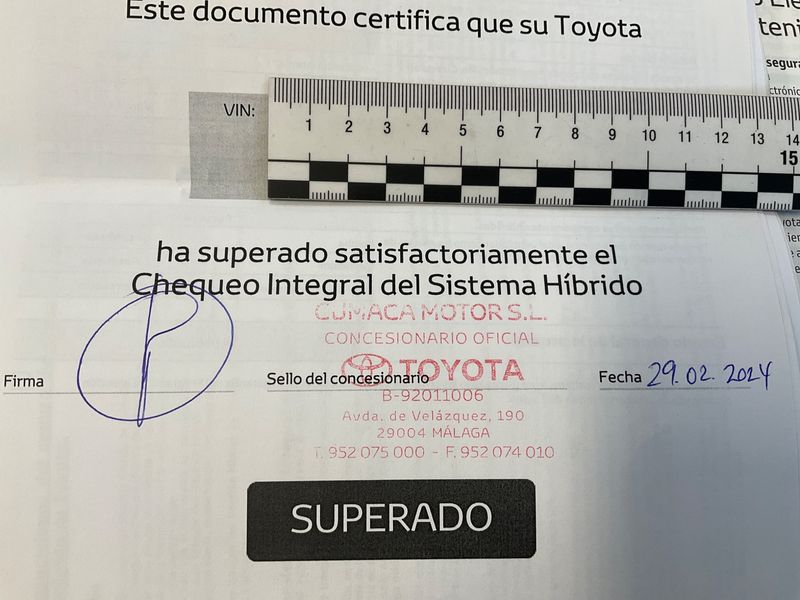 Este documento certifica que su Toyota
VIN:
1 2 3 4 5 6 7 8 9 10 11 12 13 14
15
ha superado satisfactoriamente el
Chequeo Integral del Sistema Híbrido
CUMACA MOTOR S.L.
CONCESIONARIO OFICIAL
TOYOTA
Firma
Sello del concesionario
Fecha 29.02.2024
B-92011006
Avda. de Velázquez, 190
29004 MÁLAGA
T. 952 075 000 - F. 952 074 010
SUPERADO